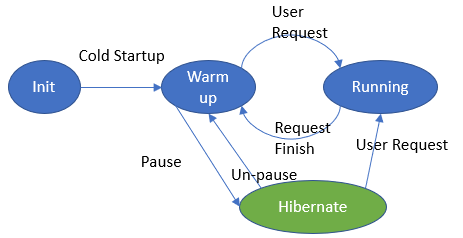 User
Request
Cold Startup
Init
Warm
up
Running
Request
Finish
User Request
Pause
Un-pause
Hibernate